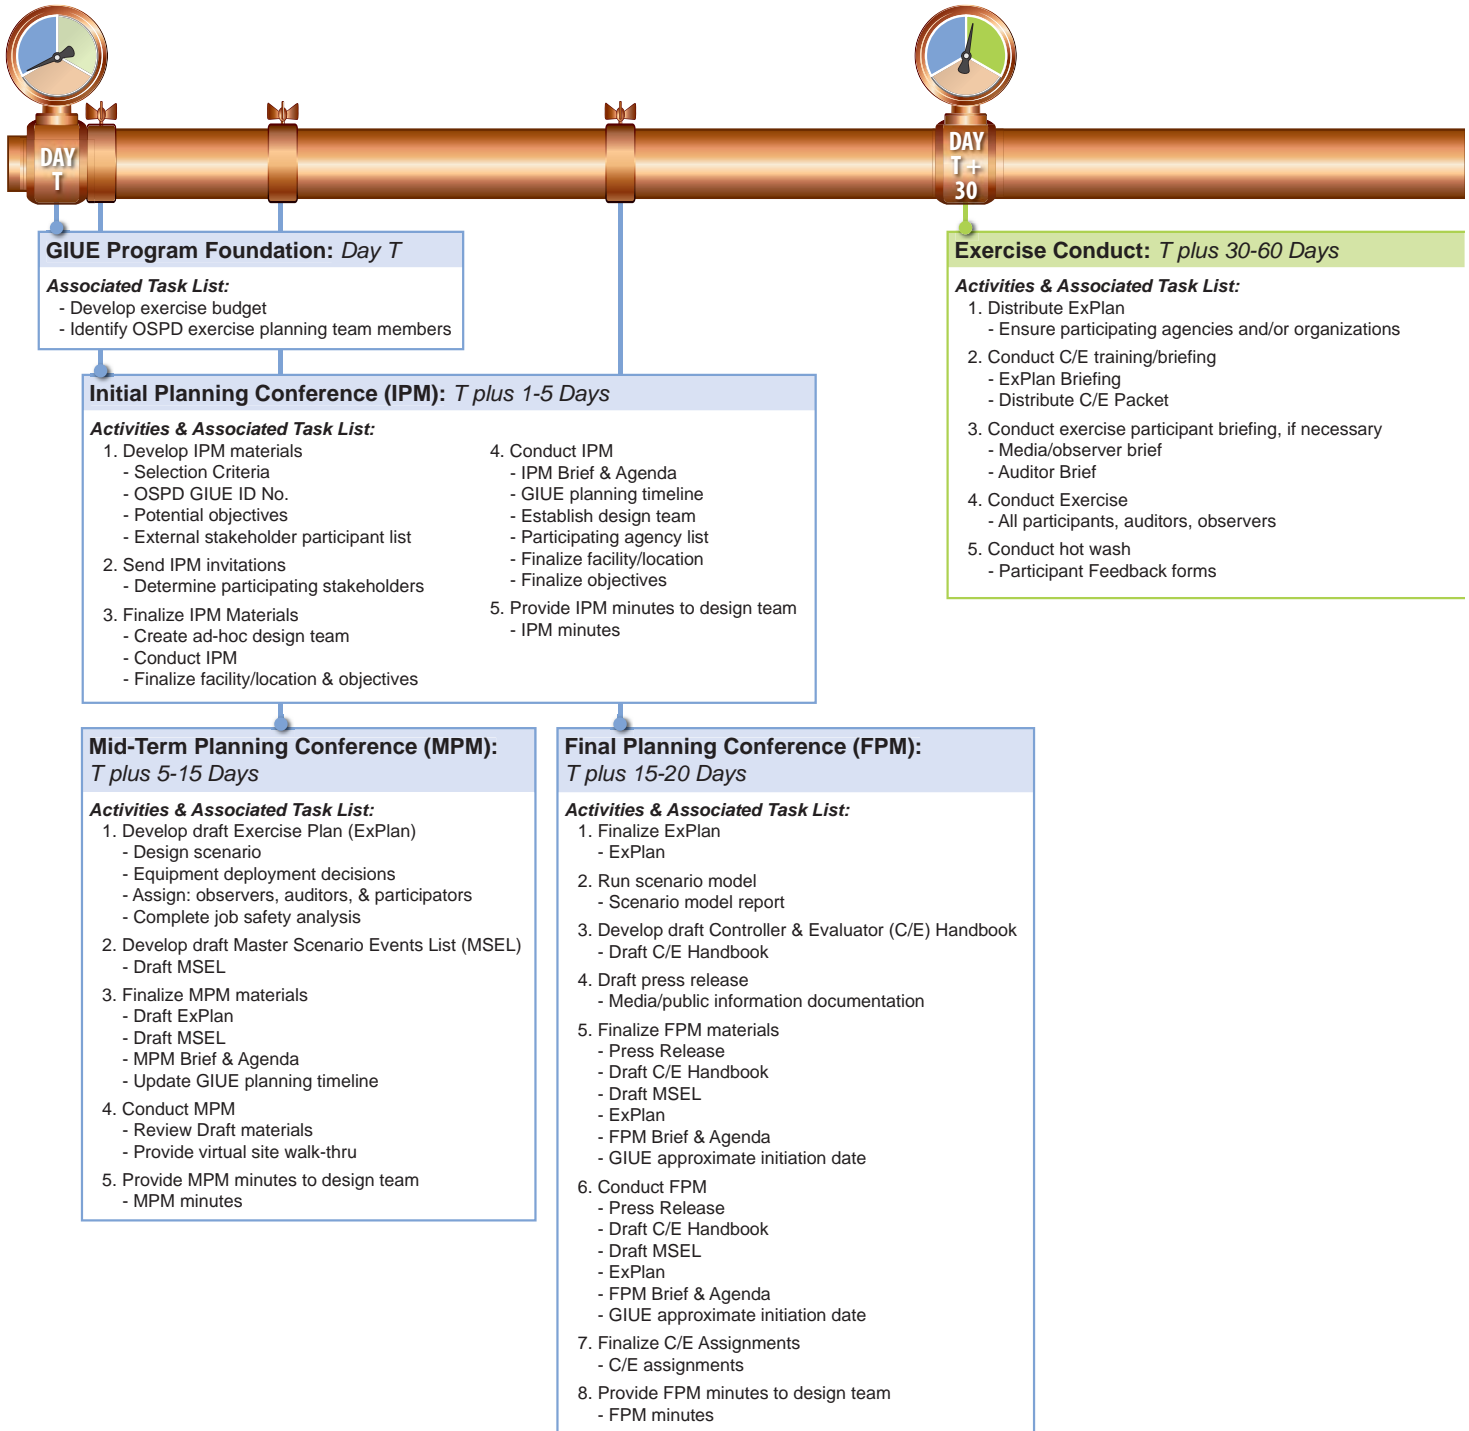 DAY
T
DAY
T +
30
GIUE Program Foundation: Day T
Associated Task List:
- Develop exercise budget
- Identify OSPD exercise planning team members
Initial Planning Conference (IPM): T plus 1-5 Days
Activities & Associated Task List:
1. Develop IPM materials
- Selection Criteria
- OSPD GIUE ID No.
- Potential objectives
- External stakeholder participant list
2. Send IPM invitations
- Determine participating stakeholders
3. Finalize IPM Materials
- Create ad-hoc design team
- Conduct IPM
- Finalize facility/location & objectives
4. Conduct IPM
- IPM Brief & Agenda
- GIUE planning timeline
- Establish design team
- Participating agency list
- Finalize facility/location
- Finalize objectives
5. Provide IPM minutes to design team
- IPM minutes
Mid-Term Planning Conference (MPM):
T plus 5-15 Days
Activities & Associated Task List:
1. Develop draft Exercise Plan (ExPlan)
- Design scenario
- Equipment deployment decisions
- Assign: observers, auditors, & participators
- Complete job safety analysis
2. Develop draft Master Scenario Events List (MSEL)
- Draft MSEL
3. Finalize MPM materials
- Draft ExPlan
- Draft MSEL
- MPM Brief & Agenda
- Update GIUE planning timeline
4. Conduct MPM
- Review Draft materials
- Provide virtual site walk-thru
5. Provide MPM minutes to design team
- MPM minutes
Final Planning Conference (FPM):
T plus 15-20 Days
Activities & Associated Task List:
1. Finalize ExPlan
- ExPlan
2. Run scenario model
- Scenario model report
3. Develop draft Controller & Evaluator (C/E) Handbook
- Draft C/E Handbook
4. Draft press release
- Media/public information documentation
5. Finalize FPM materials
- Press Release
- Draft C/E Handbook
- Draft MSEL
- ExPlan
- FPM Brief & Agenda
- GIUE approximate initiation date
6. Conduct FPM
- Press Release
- Draft C/E Handbook
- Draft MSEL
- ExPlan
- FPM Brief & Agenda
- GIUE approximate initiation date
7. Finalize C/E Assignments
- C/E assignments
8. Provide FPM minutes to design team
- FPM minutes
Exercise Conduct: T plus 30-60 Days
Activities & Associated Task List:
1. Distribute ExPlan
- Ensure participating agencies and/or organizations
2. Conduct C/E training/briefing
- ExPlan Briefing
- Distribute C/E Packet
3. Conduct exercise participant briefing, if necessary
- Media/observer brief
- Auditor Brief
4. Conduct Exercise
- All participants, auditors, observers
5. Conduct hot wash
- Participant Feedback forms